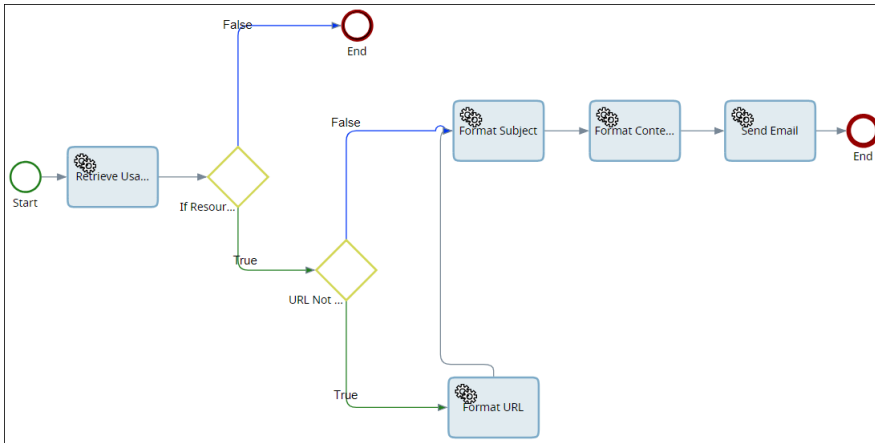 False
End
False
Format Subject
Format Conte...
Send Email
End
Retrieve Usa...
Start
If Resour...
True
URL Not ...
True
Format URL